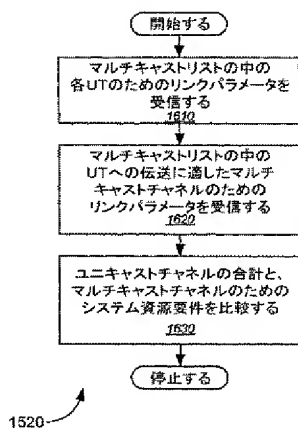 開始する
マルチキャストリストの中の
各UTのためのリンクパラメータを
受信する
1610
マルチキャストリストの中の
UTへの伝送に適したマルチ
キャストチャネルのための
リンクパラメータを受信する
1620
ユニキャストチャネルの合計と、
マルチキャストチャネルのための
システム資源要件を比較する
1630
停止する
1520